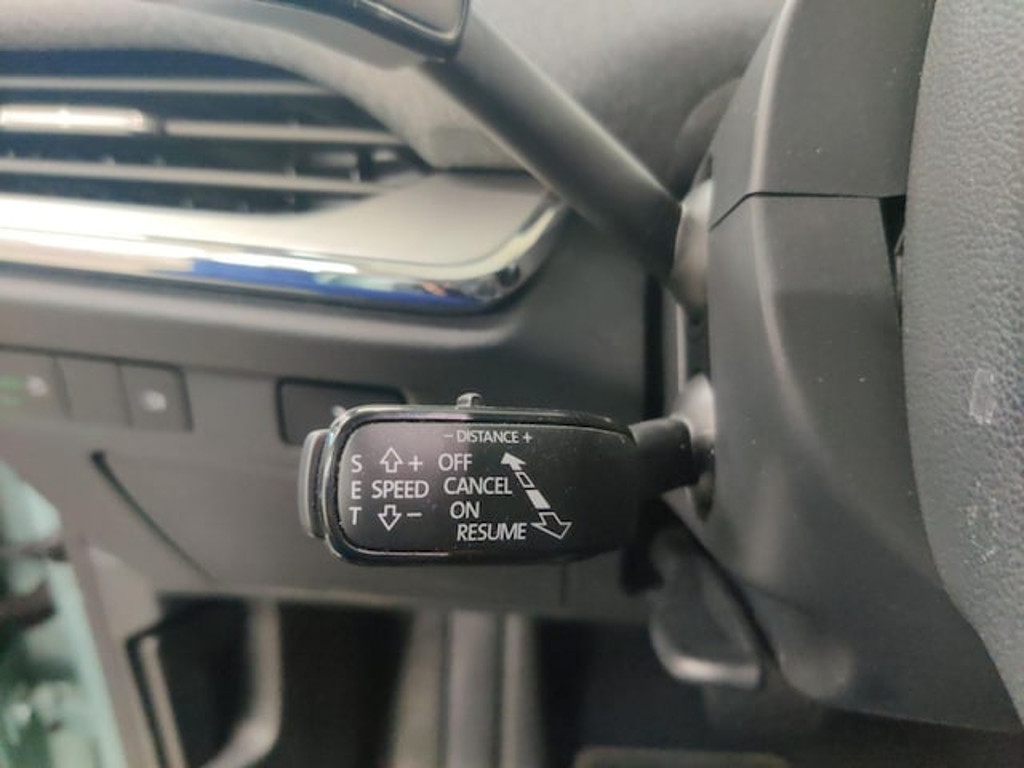 - DISTANCE +
S + OFF
E SPEED CANCEL
T - ON
RESUME